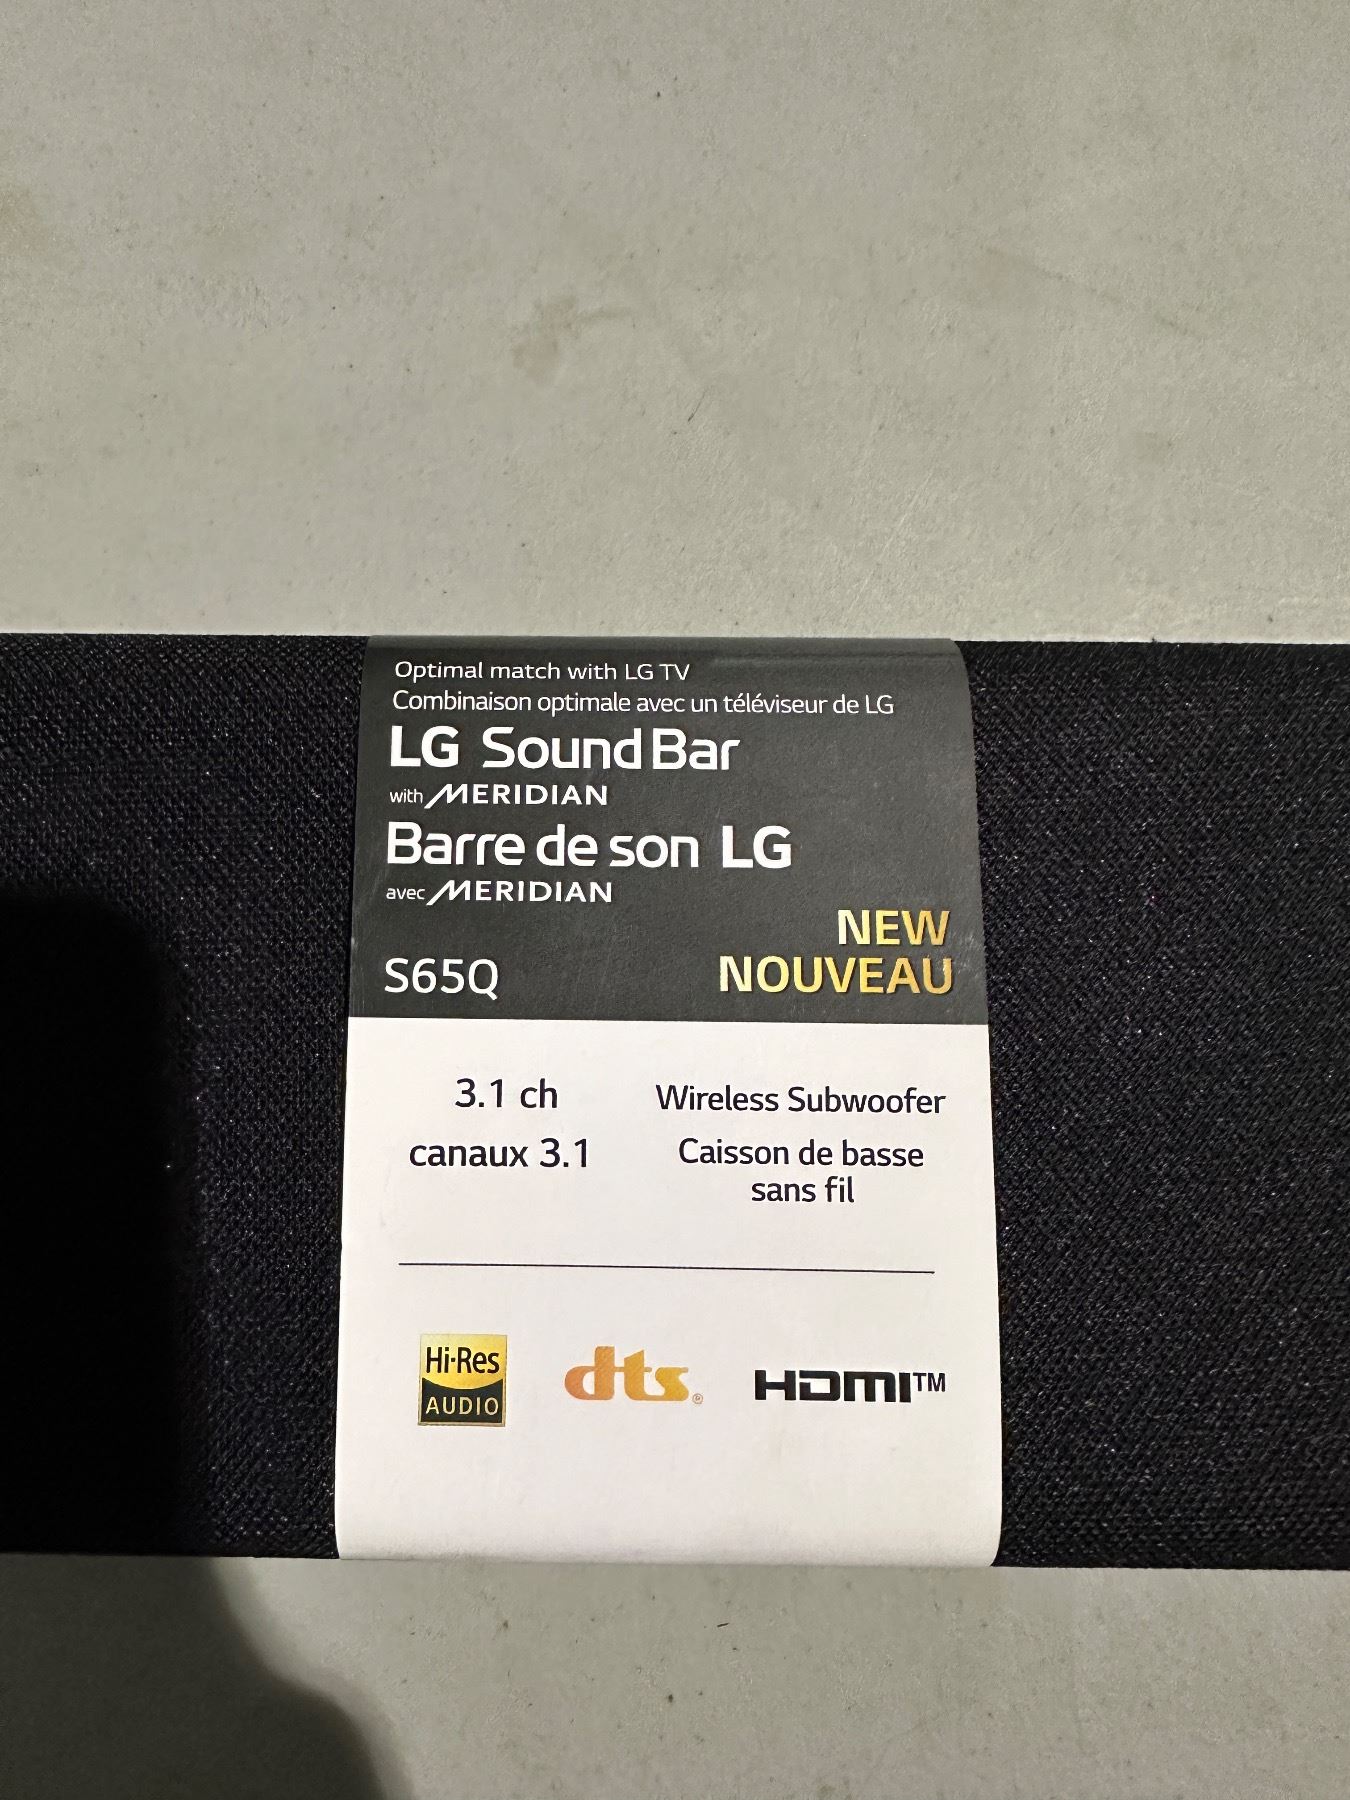 Optimal match with LG TV
Combinaison optimale avec un téléviseur de LG
LG Sound Bar
with MERIDIAN
Barre de son LG
avec MERIDIAN
NEW
S65Q NOUVEAU
3.1 ch Wireless Subwoofer
canaux 3.1 Caisson de basse
sans fil
Hi-Res
AUDIO
dts® HDMI™